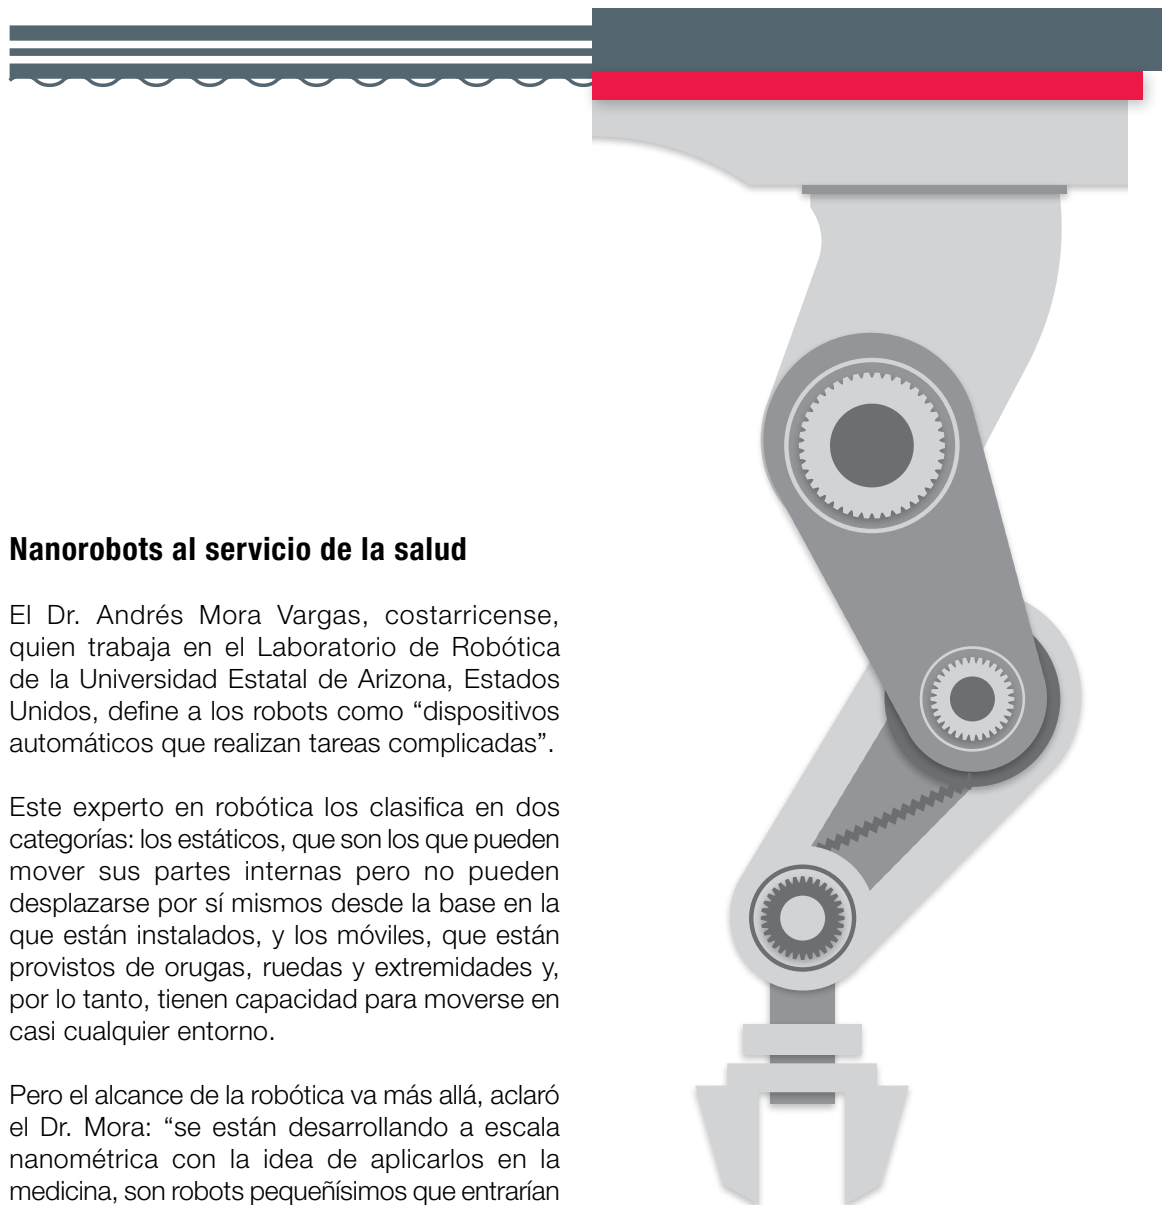 Nanorobots al servicio de la salud
El Dr. Andrés Mora Vargas, costarricense,
quien trabaja en el Laboratorio de Robótica
de la Universidad Estatal de Arizona, Estados
Unidos, define a los robots como “dispositivos
automáticos que realizan tareas complicadas”.
Este experto en robótica los clasifica en dos
categorías: los estáticos, que son los que pueden
mover sus partes internas pero no pueden
desplazarse por sí mismos desde la base en la
que están instalados, y los móviles, que están
provistos de orugas, ruedas y extremidades y,
por lo tanto, tienen capacidad para moverse en
casi cualquier entorno.
Pero el alcance de la robótica va más allá, aclaró
el Dr. Mora: “se están desarrollando a escala
nanométrica con la idea de aplicarlos en la
medicina, son robots pequeñísimos que entrarían